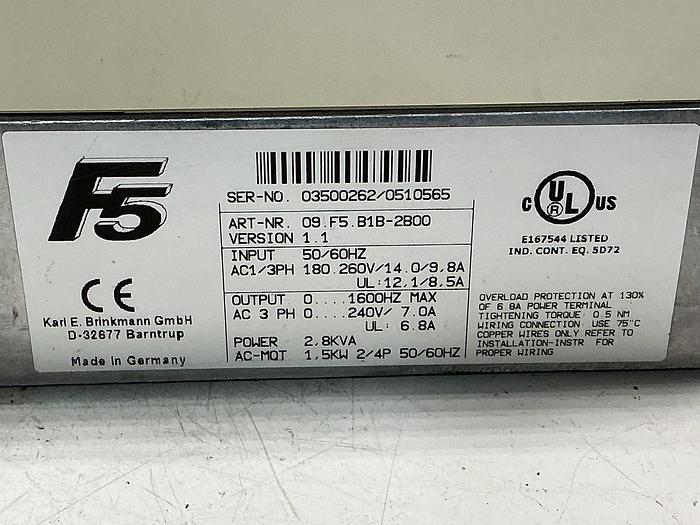 F5
CE
Karl E. Brinkmann GmbH
D-32677 Barntrup
Made in Germany
SER-NO. 03500262/0510565
ART-NR. 09.F5.B1B-2B00
VERSION 1.1
INPUT 50/60HZ
AC1/3PH 180.260V/14.0/9,8A
UL:12,1/8,5A
OUTPUT 0....1600HZ MAX
AC 3 PH 0....240V/ 7.0A
UL: 6.8A
POWER 2,8KVA
AC-MOT 1,5KW 2/4P 50/60HZ
C UL US
®
E167544 LISTED
IND. CONT. EQ. 5D72
OVERLOAD PROTECTION AT 130%
OF 6.8A POWER TERMINAL
TIGHTENING TORQUE: 0.5 NM
WIRING CONNECTION: USE 75°C
COPPER WIRES ONLY REFER TO
INSTALLATION-INSTR FOR
PROPER WIRING